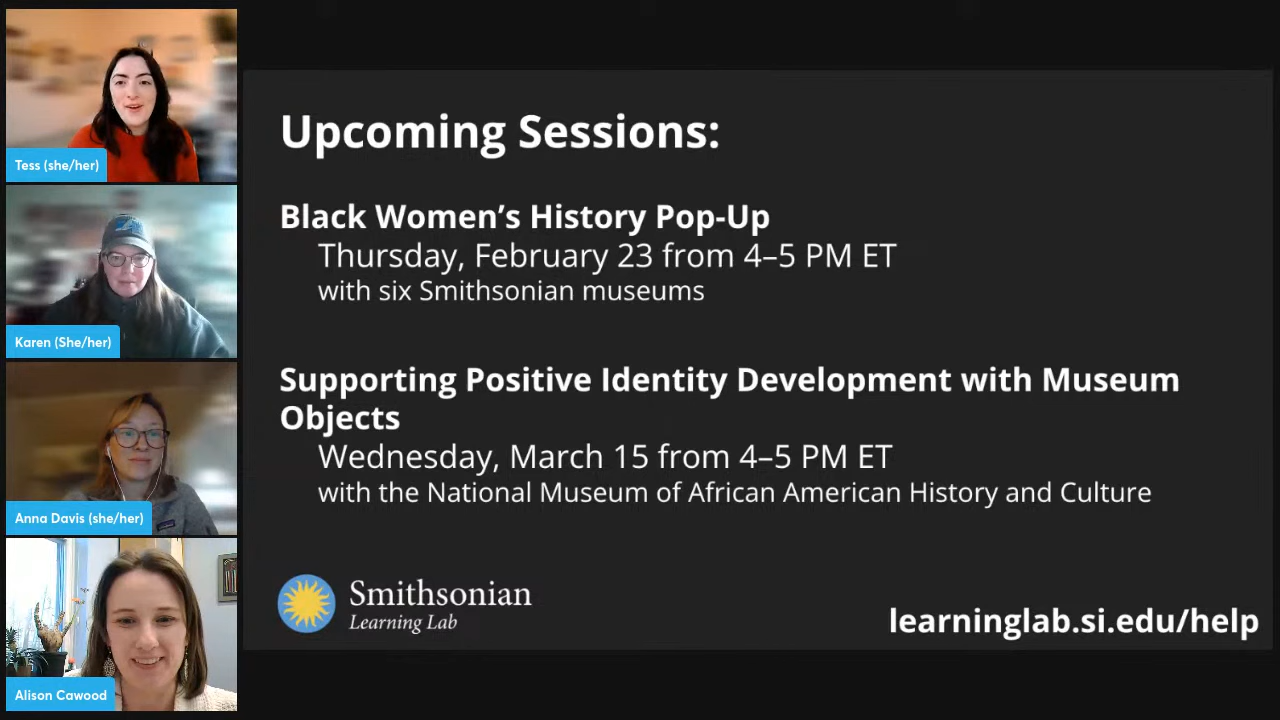 Tess (she/her)
Karen (She/her)
Anna Davis (she/her)
Alison Cawood
Upcoming Sessions:
Black Women’s History Pop-Up
Thursday, February 23 from 4–5 PM ET
with six Smithsonian museums
Supporting Positive Identity Development with Museum
Objects
Wednesday, March 15 from 4–5 PM ET
with the National Museum of African American History and Culture
Smithsonian
Learning Lab
learninglab.si.edu/help